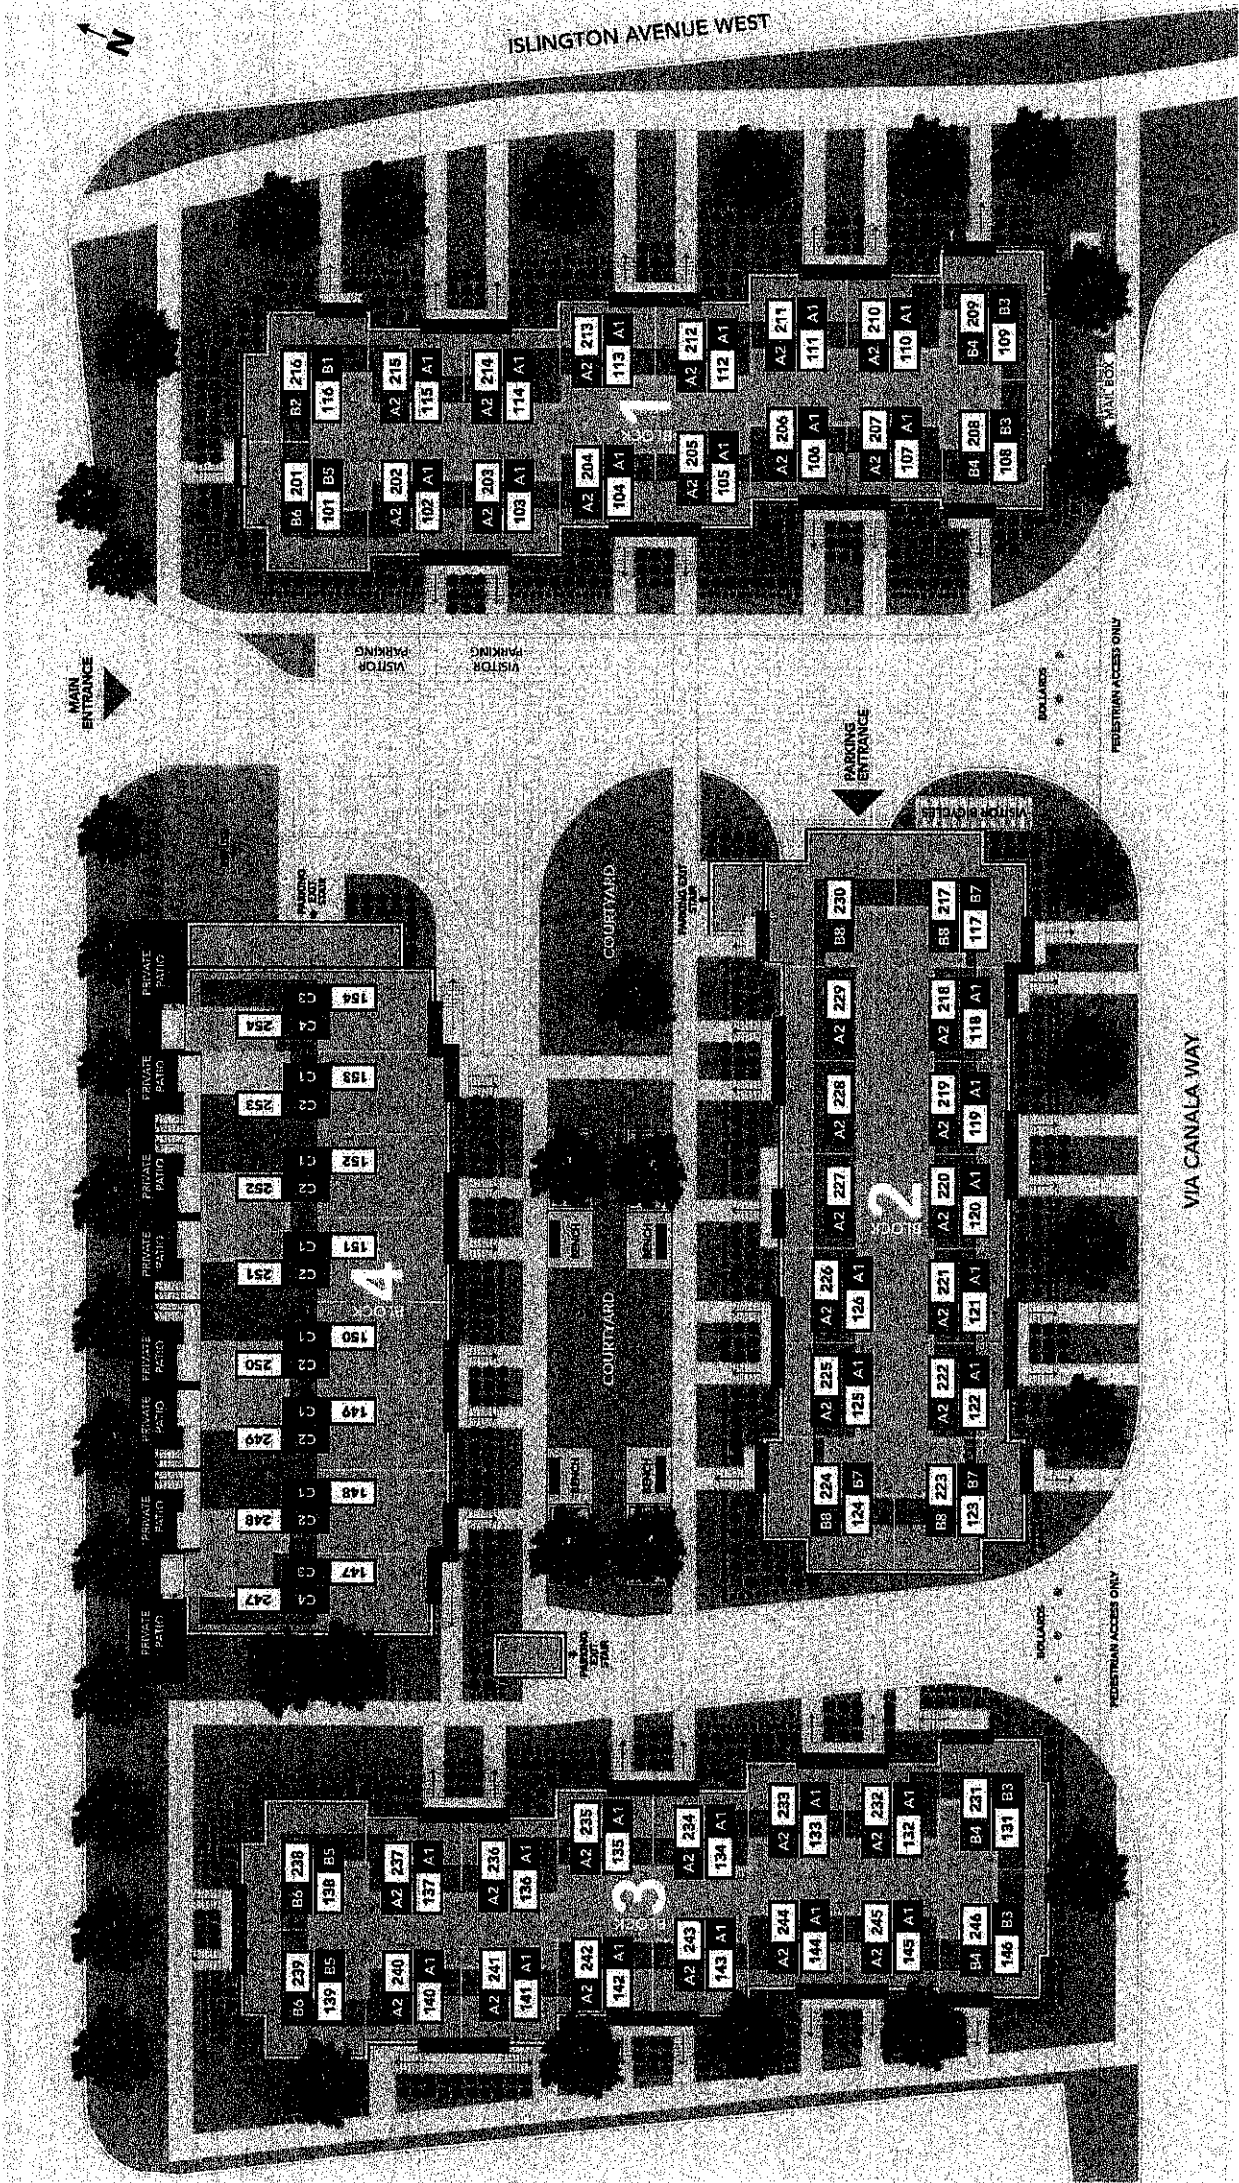 N
ISLINGTON AVENUE WEST
MAIN
ENTRANCE
B6 201
101 B5
B2 216
116 B1
A2 202
102 A1
A2 215
115 A1
A2 203
103 A1
A2 214
114 A1
A2 204
104 A1
A2 213
113 A1
BLOCK
1
A2 205
105 A1
A2 212
112 A1
A2 206
106 A1
A2 211
111 A1
A2 207
107 A1
A2 210
110 A1
B4 208
108 B3
B4 209
109 B3
MAIL BOX
VISITOR
PARKING
VISITOR
PARKING
BOLLARDS
PEDESTRIAN ACCESS ONLY
PARKING
ENTRANCE
VISITOR BICYCLES
PARKING
EXIT
STAIR
PARKING EXIT
STAIR
COURTYARD
COURTYARD
BENCH
BENCH
BENCH
BENCH
PRIVATE
PATIO
PRIVATE
PATIO
PRIVATE
PATIO
PRIVATE
PATIO
PRIVATE
PATIO
PRIVATE
PATIO
PRIVATE
PATIO
PRIVATE
PATIO
254 C4
C3 154
253 C2
C1 153
252 C2
C1 152
251 C2
C1 151
250 C2
C1 150
249 C2
C1 149
248 C2
C1 148
247 C4
C3 147
BLOCK
4
B8 230
A2 229
A2 228
A2 227
A2 226
126 A1
A2 225
125 A1
B8 224
124 B7
BLOCK
2
B8 217
117 B7
A2 218
118 A1
A2 219
119 A1
A2 220
120 A1
A2 221
121 A1
A2 222
122 A1
B8 223
123 B7
VIA CANALA WAY
PARKING
EXIT
STAIR
BOLLARDS
PEDESTRIAN ACCESS ONLY
B6 239
139 B5
B6 238
138 B5
A2 240
140 A1
A2 237
137 A1
A2 241
141 A1
A2 236
136 A1
A2 242
142 A1
A2 235
135 A1
BLOCK
3
A2 243
143 A1
A2 234
134 A1
A2 244
144 A1
A2 233
133 A1
A2 245
145 A1
A2 232
132 A1
B4 246
146 B3
B4 231
131 B3